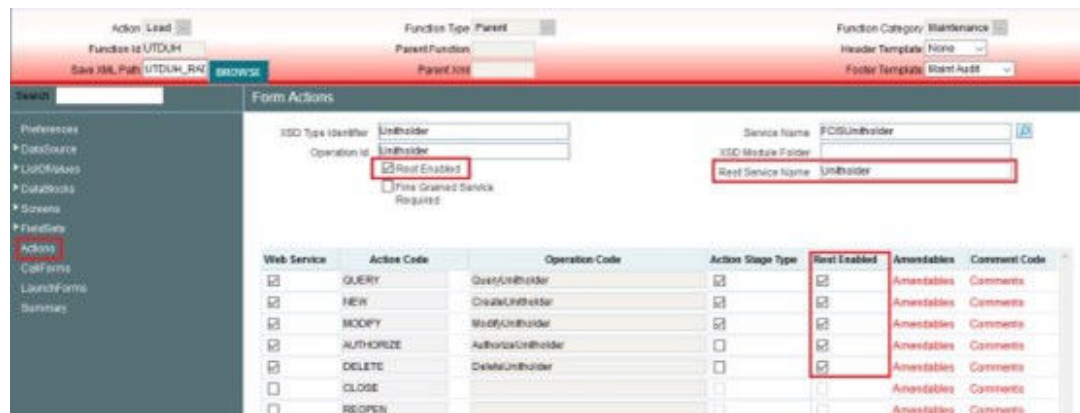 Action Load Function Type Parent Function Category Maintenance
Function Id UTDUH Parent Function Header Template None
Save XML Path UTDUH_RAD BROWSE Parent Xml Footer Template Maint Audit
Search Form Actions
Preferences XSD Type Identifier Unitholder Service Name FCISUnitholder
DataSource Operation Id Unitholder XSD Module Folder
ListOfValues Rest Enabled Rest Service Name Unitholder
DataBlocks Fine Grained Service
Screens Required
FieldSets
Actions Web Service Action Code Operation Code Action Stage Type Rest Enabled Amendables Comment Code
CallForms QUERY QueryUnitholder Amendables Comments
LaunchForms NEW CreateUnitholder Amendables Comments
Summary MODIFY ModifyUnitholder Amendables Comments
AUTHORIZE AuthorizeUnitholder Amendables Comments
DELETE DeleteUnitholder Amendables Comments
CLOSE Amendables Comments
REOPEN Amendables Comments